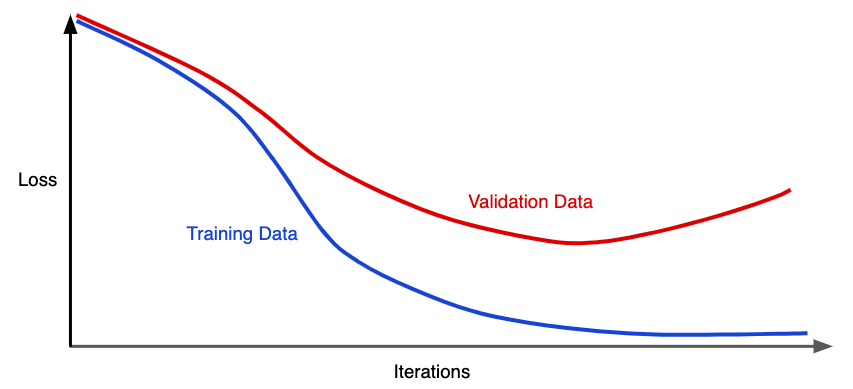 Loss
Validation Data
Training Data
Iterations